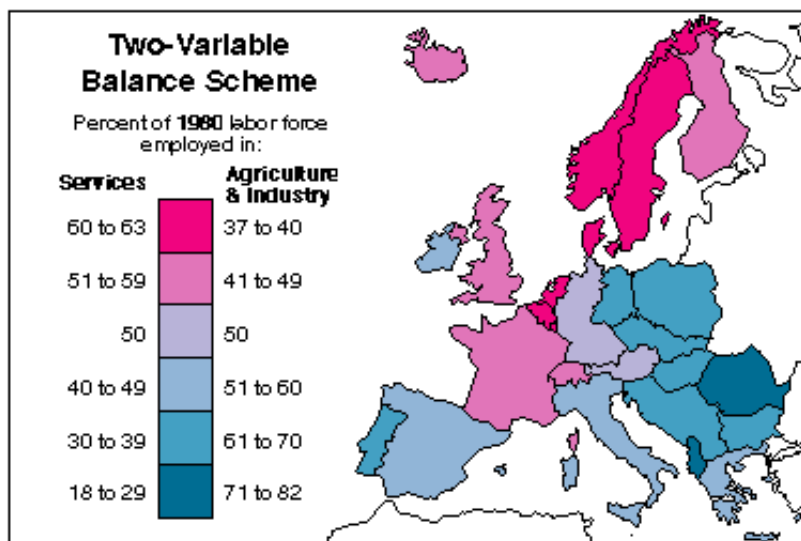 Two-Variable
Balance Scheme
Percent of 1980 labor force
employed in:
Services
Agriculture
& Industry
60 to 63 37 to 40
51 to 59 41 to 49
50 50
40 to 49 51 to 60
30 to 39 61 to 70
18 to 29 71 to 82